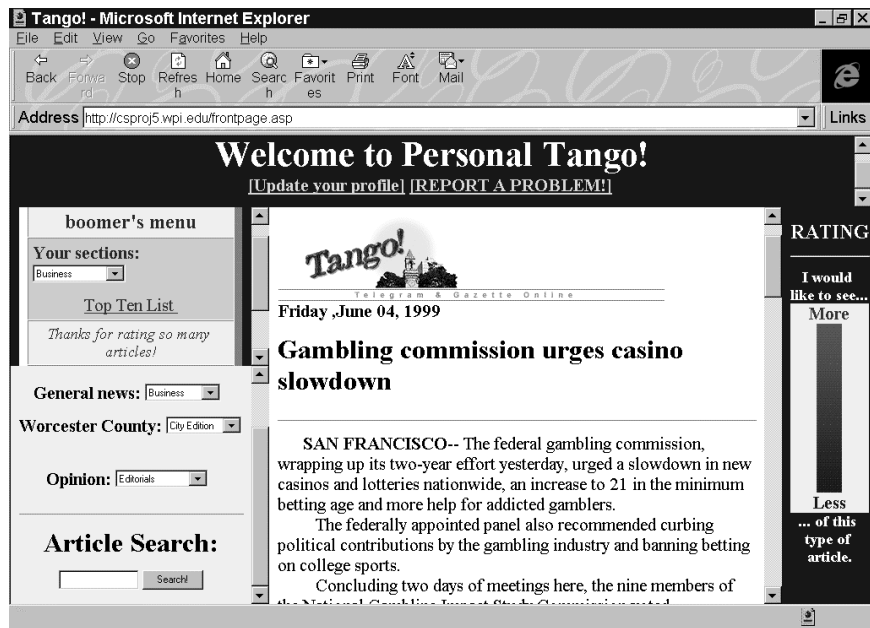 Tango! - Microsoft Internet Explorer
File Edit View Go Favorites Help
Back Forward Stop Refresh Home Search Favorites Print Font Mail
Address http://csproj5.wpi.edu/frontpage.asp Links
Welcome to Personal Tango!
[Update your profile] [REPORT A PROBLEM!]
boomer's menu
Your sections:
Business
Top Ten List
Thanks for rating so many
articles!
General news: Business
Worcester County: City Edition
Opinion: Editorials
Article Search:
Search!
Tango!
Telegram & Gazette Online
Friday ,June 04, 1999
Gambling commission urges casino
slowdown
SAN FRANCISCO-- The federal gambling commission,
wrapping up its two-year effort yesterday, urged a slowdown in new
casinos and lotteries nationwide, an increase to 21 in the minimum
betting age and more help for addicted gamblers.
The federally appointed panel also recommended curbing
political contributions by the gambling industry and banning betting
on college sports.
Concluding two days of meetings here, the nine members of
RATING
I would
like to see...
More
Less
... of this
type of
article.